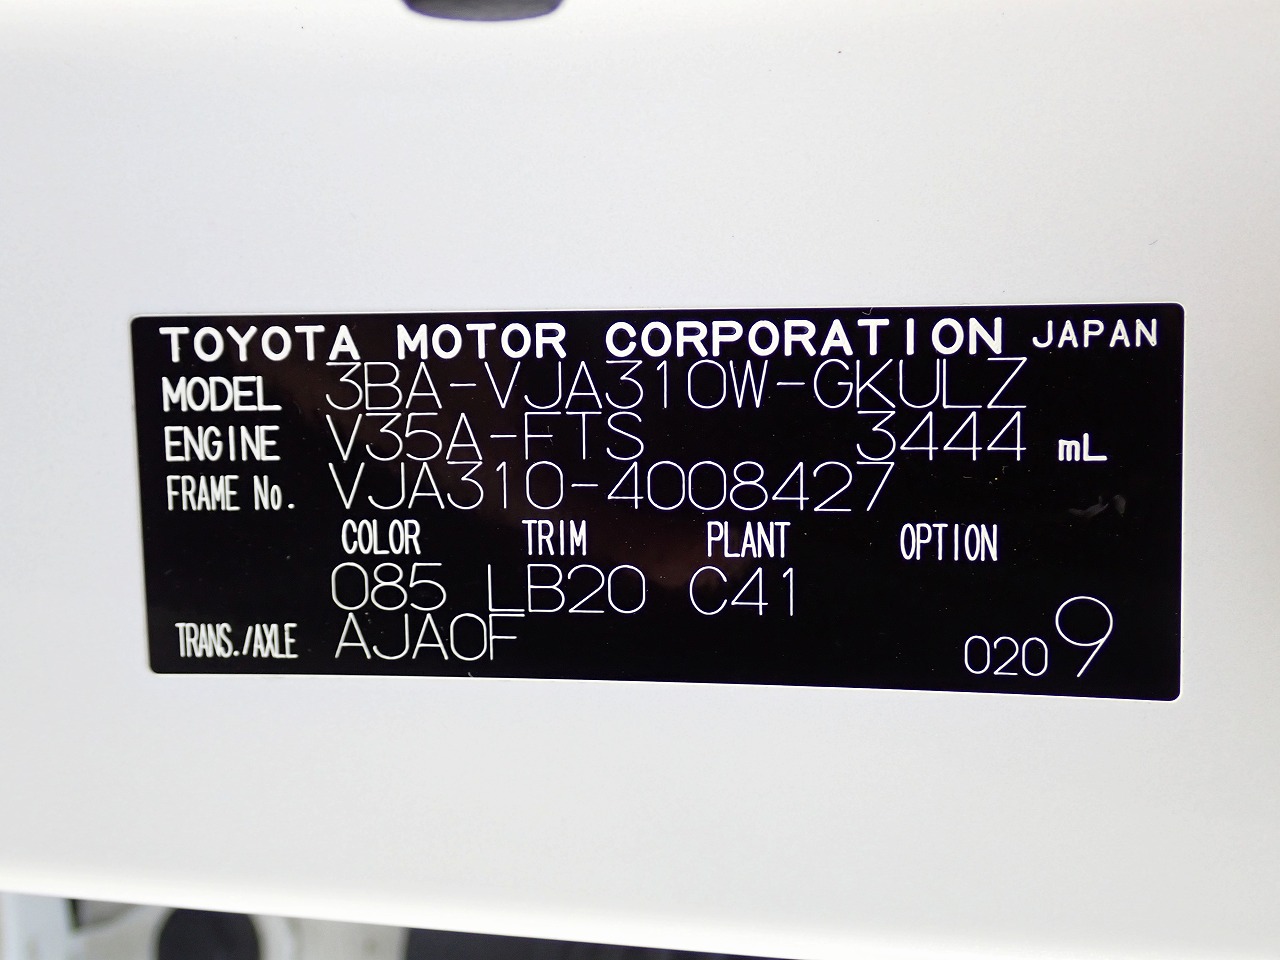 TOYOTA MOTOR CORPORATION JAPAN
MODEL 3BA-VJA310W-GKULZ
ENGINE V35A-FTS 3444 mL
FRAME No. VJA310-4008427
COLOR TRIM PLANT OPTION
085 LB20 C41
TRANS./AXLE AJA0F 0209